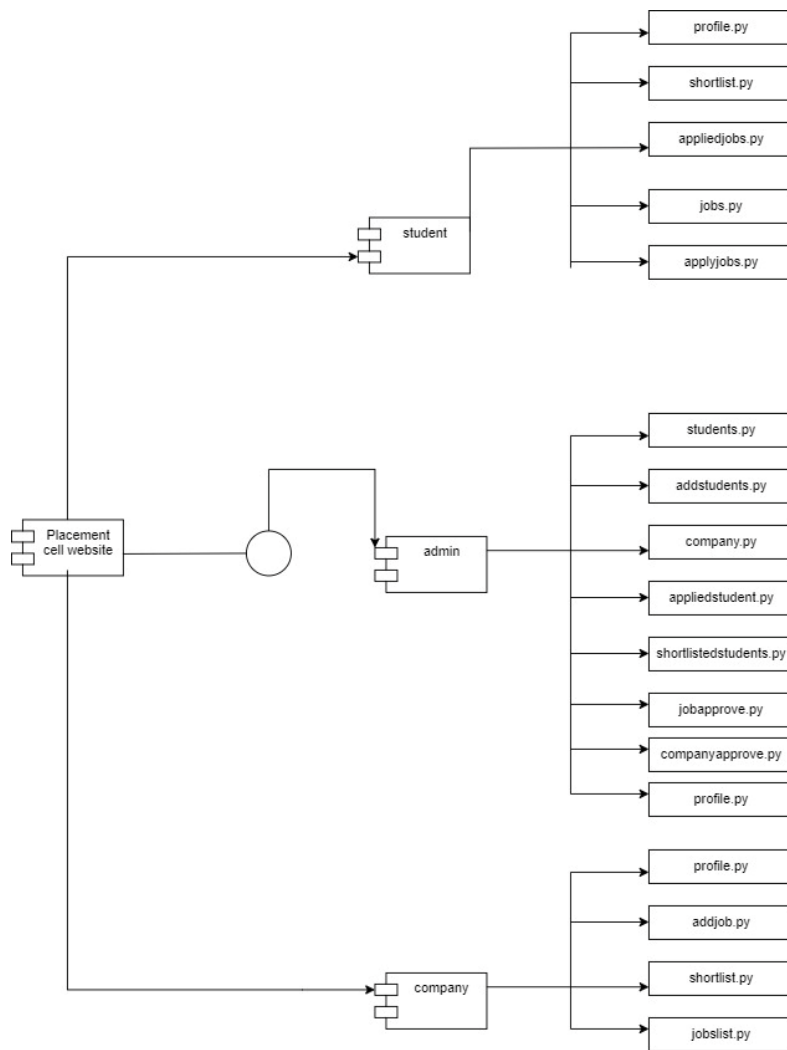 profile.py
shortlist.py
appliedjobs.py
jobs.py
applyjobs.py
student
students.py
addstudents.py
company.py
appliedstudent.py
shortlistedstudents.py
jobapprove.py
companyapprove.py
profile.py
Placement
cell website
admin
profile.py
addjob.py
shortlist.py
jobslist.py
company